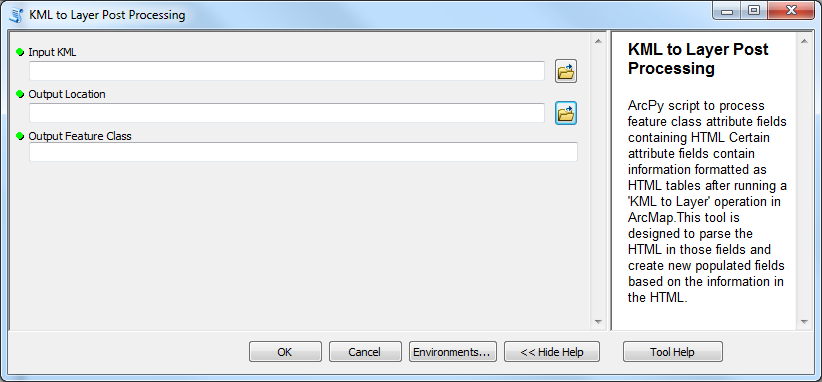 KML to Layer Post Processing
Input KML
Output Location
Output Feature Class
KML to Layer Post
Processing
ArcPy script to process
feature class attribute fields
containing HTML Certain
attribute fields contain
information formatted as
HTML tables after running a
'KML to Layer' operation in
ArcMap.This tool is
designed to parse the
HTML in those fields and
create new populated fields
based on the information in
the HTML.
OK Cancel Environments... << Hide Help Tool Help